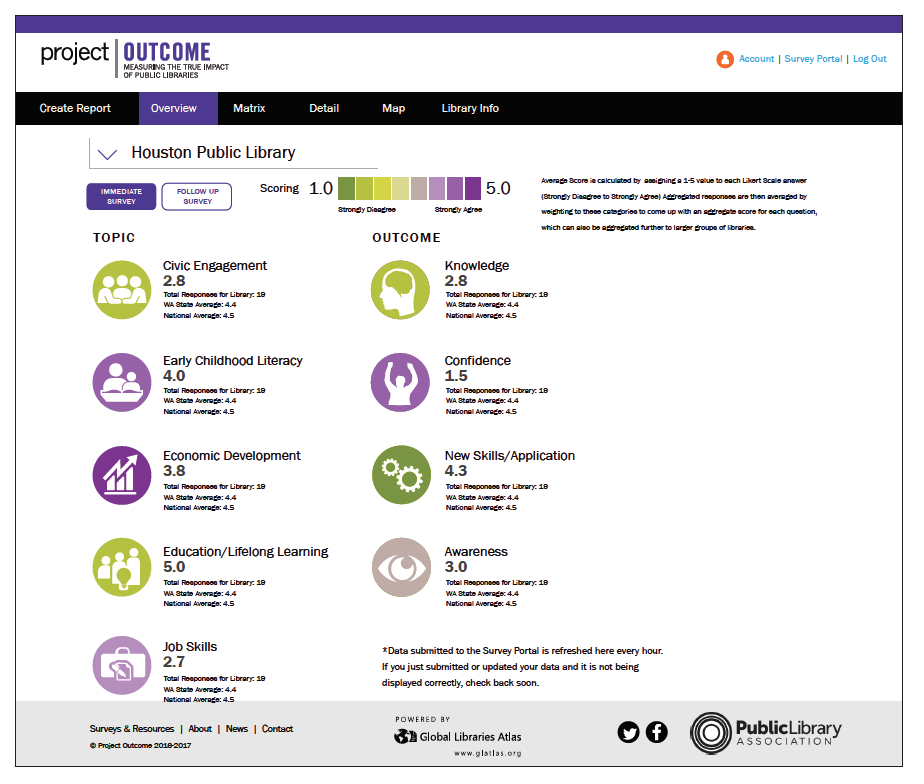 project OUTCOME
MEASURING THE TRUE IMPACT
OF PUBLIC LIBRARIES
Account | Survey Portal | Log Out
Create Report Overview Matrix Detail Map Library Info
Houston Public Library
IMMEDIATE SURVEY
FOLLOW UP SURVEY
Scoring 1.0 5.0
Strongly Disagree Strongly Agree
Average Score is calculated by assigning a 1-5 value to each Likert Scale answer
(Strongly Disagree to Strongly Agree) Aggregated responses are then averaged by
weighting to these categories to come up with an aggregate score for each question,
which can also be aggregated further to larger groups of libraries.
TOPIC
Civic Engagement
2.8
Total Responses for Library: 19
WA State Average: 4.4
National Average: 4.5
Early Childhood Literacy
4.0
Total Responses for Library: 19
WA State Average: 4.4
National Average: 4.5
Economic Development
3.8
Total Responses for Library: 19
WA State Average: 4.4
National Average: 4.5
Education/Lifelong Learning
5.0
Total Responses for Library: 19
WA State Average: 4.4
National Average: 4.5
Job Skills
2.7
Total Responses for Library: 19
WA State Average: 4.4
National Average: 4.5
OUTCOME
Knowledge
2.8
Total Responses for Library: 19
WA State Average: 4.4
National Average: 4.5
Confidence
1.5
Total Responses for Library: 19
WA State Average: 4.4
National Average: 4.5
New Skills/Application
4.3
Total Responses for Library: 19
WA State Average: 4.4
National Average: 4.5
Awareness
3.0
Total Responses for Library: 19
WA State Average: 4.4
National Average: 4.5
*Data submitted to the Survey Portal is refreshed here every hour.
If you just submitted or updated your data and it is not being
displayed correctly, check back soon.
Surveys & Resources | About | News | Contact
© Project Outcome 2016-2017
POWERED BY
Global Libraries Atlas
www.glatlas.org
PublicLibrary
ASSOCIATION